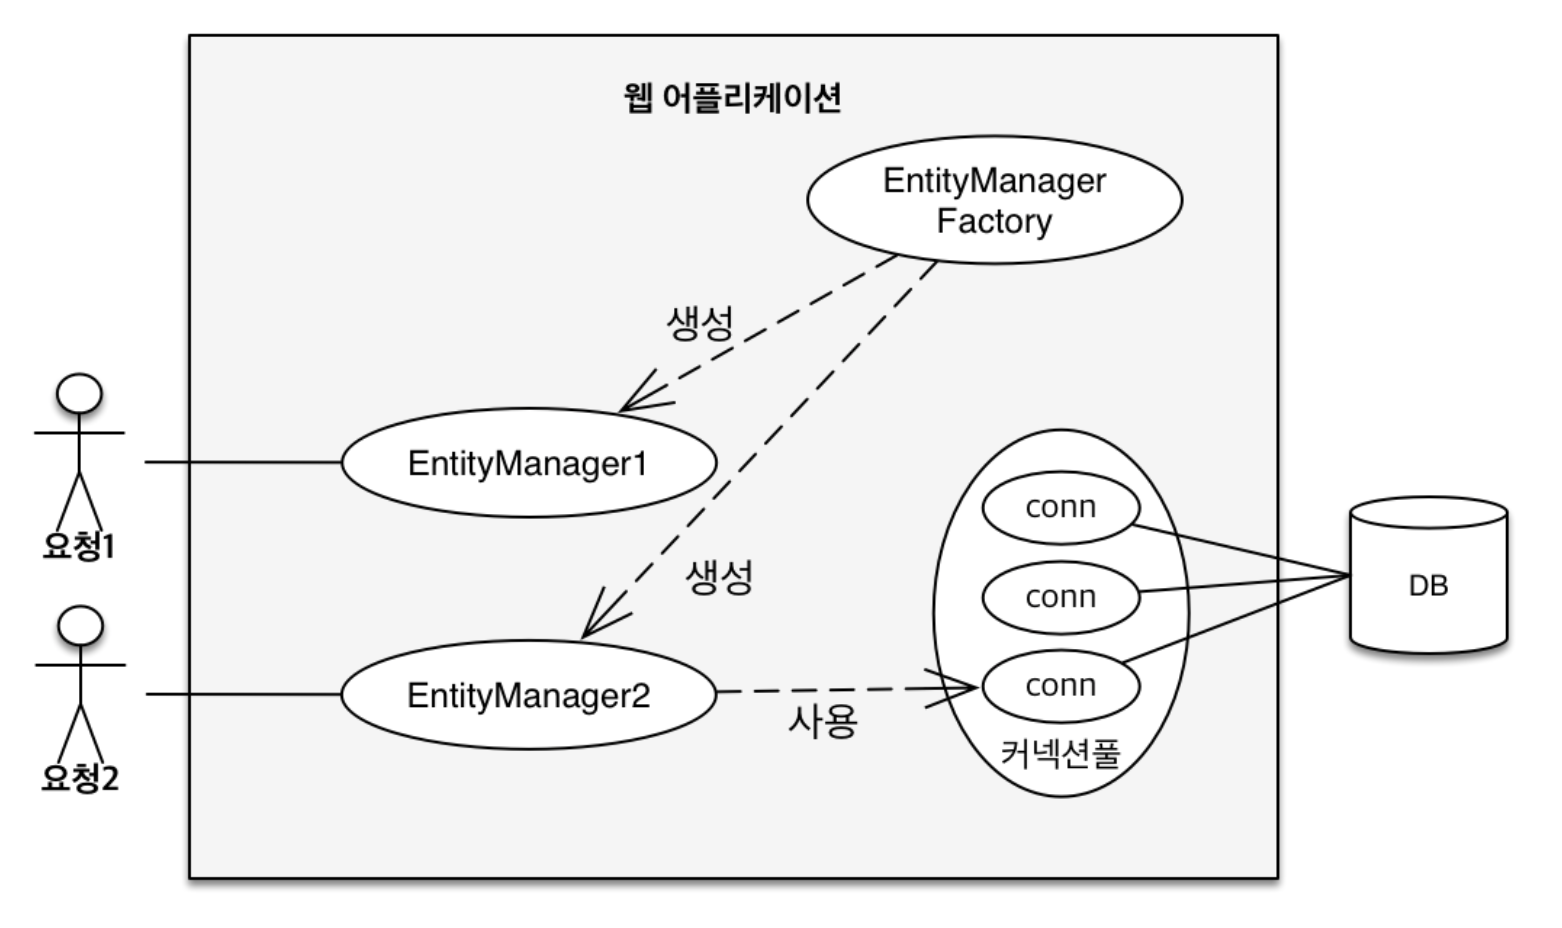 웹 어플리케이션
EntityManager
Factory
생성
EntityManager1
요청1
생성
conn
conn
conn
커넥션풀
DB
EntityManager2
사용
요청2